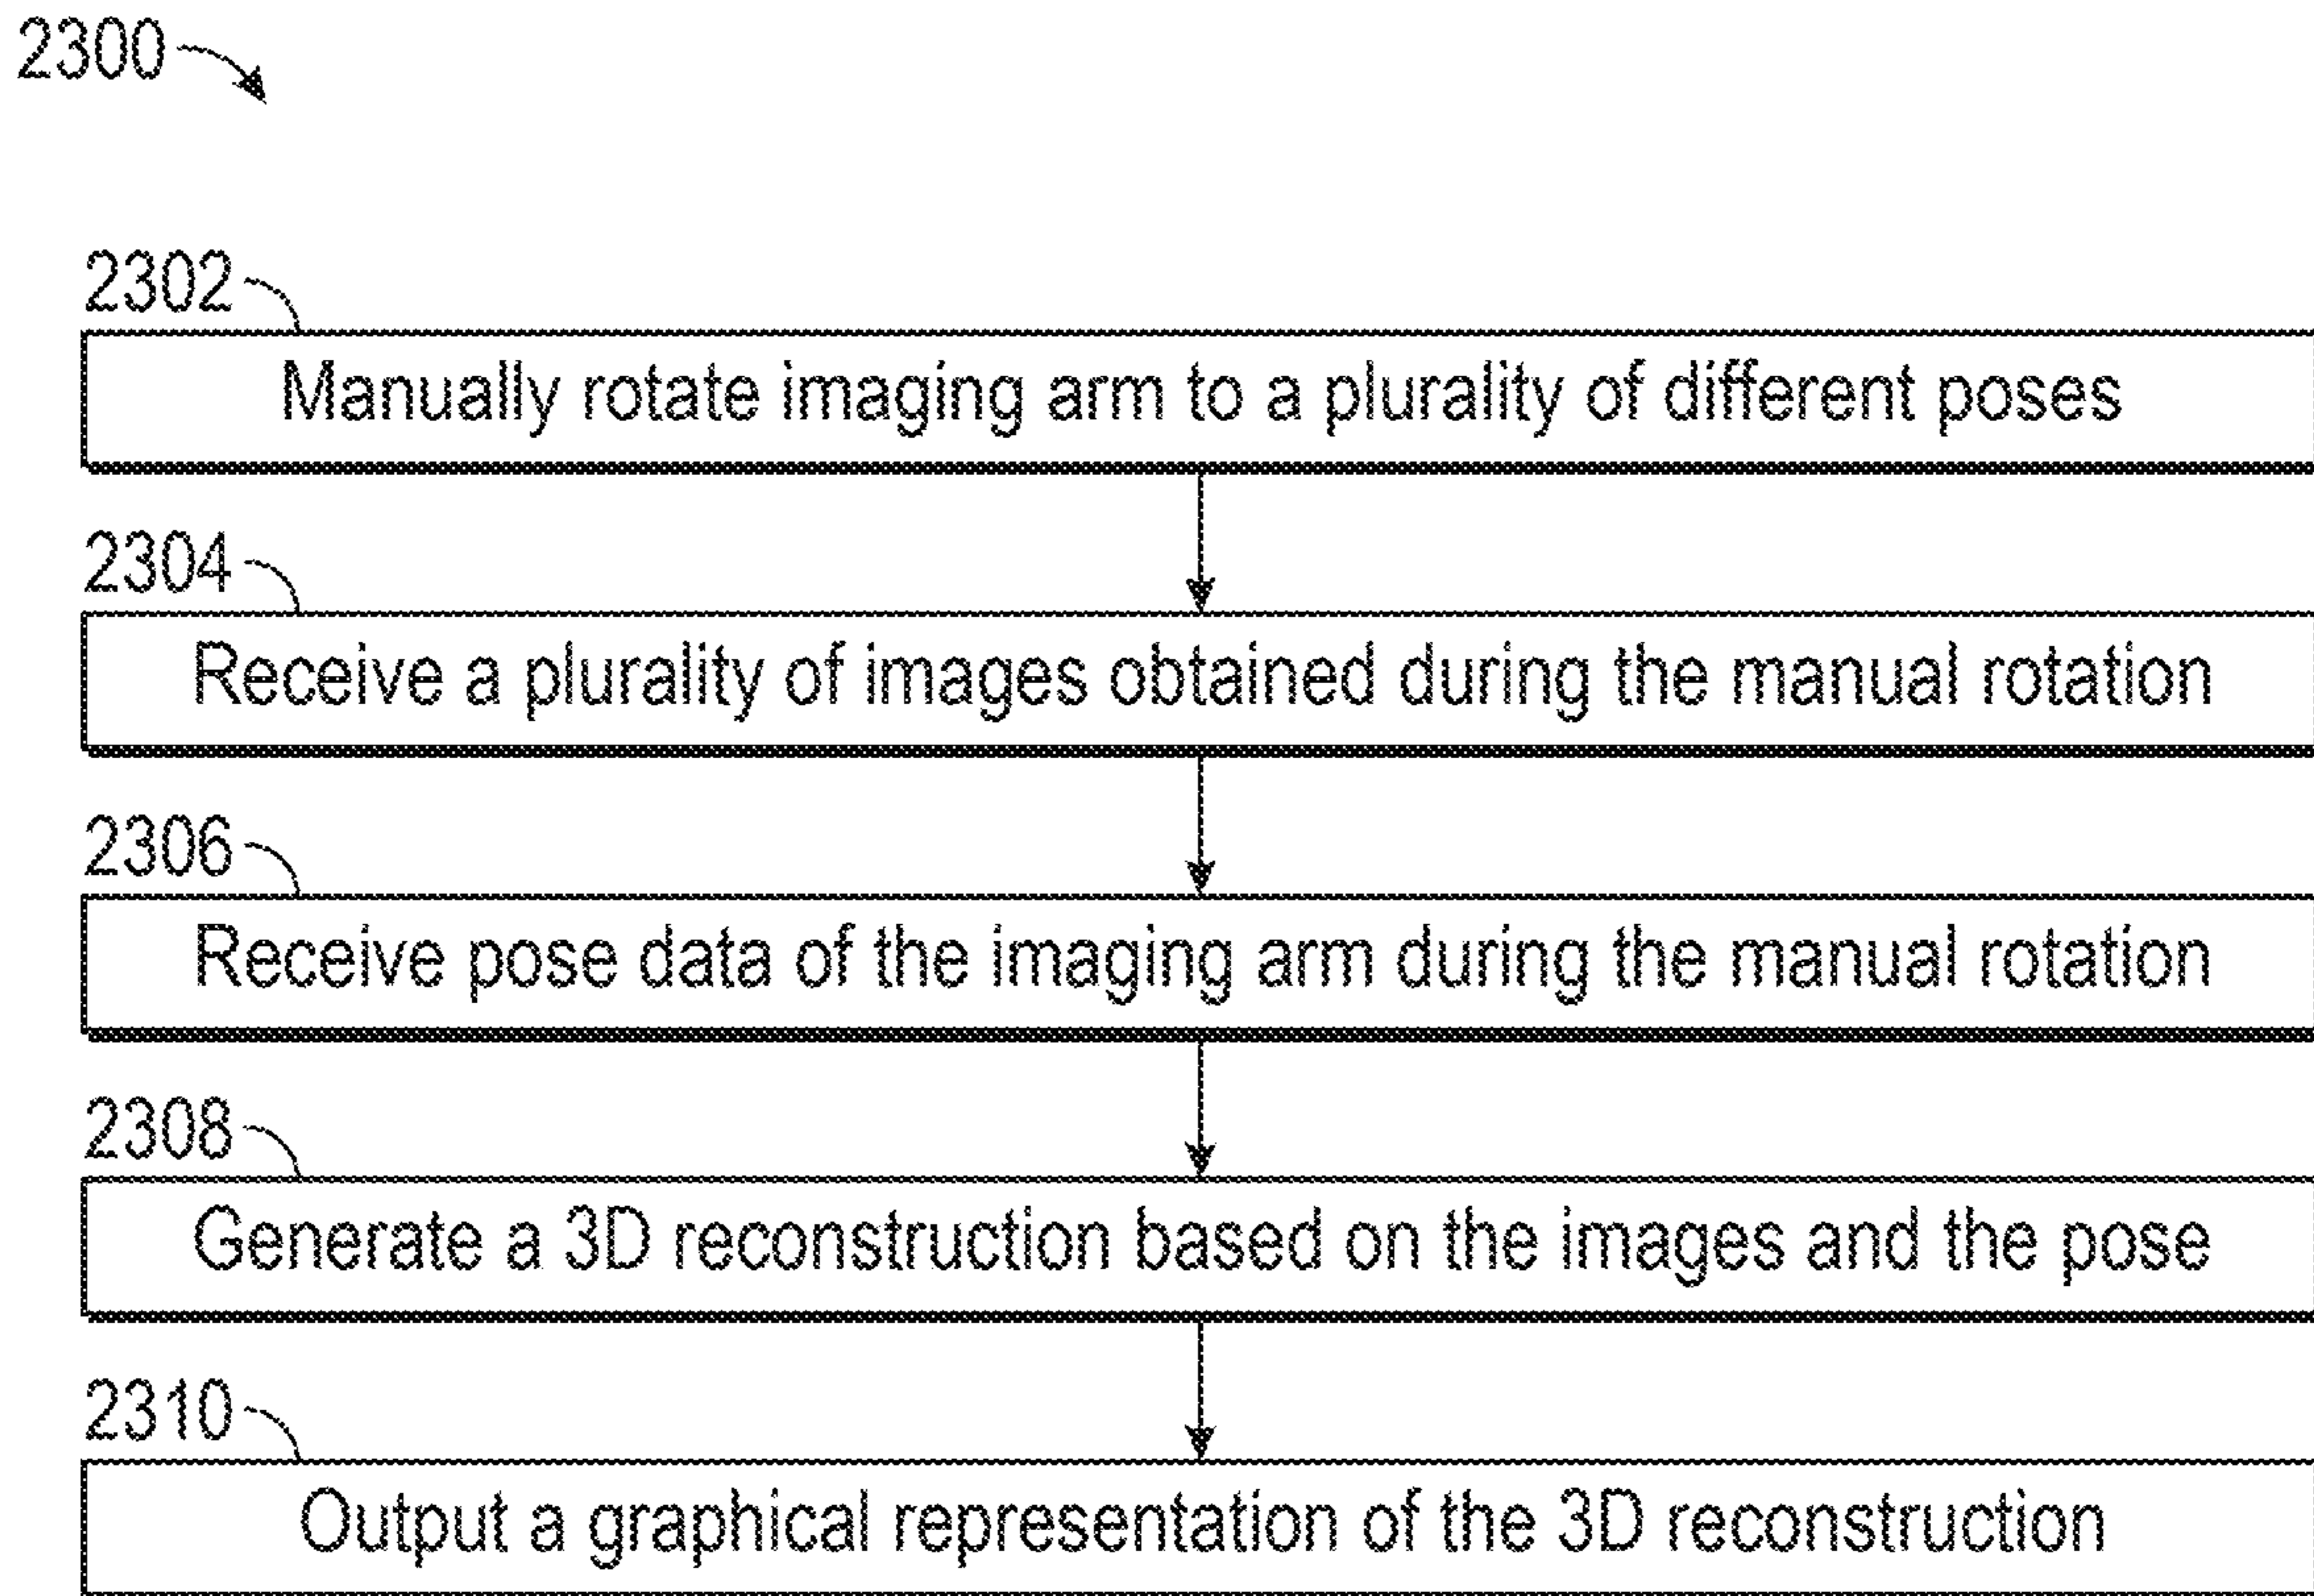 2300
2302
Manually rotate imaging arm to a plurality of different poses
2304
Receive a plurality of images obtained during the manual rotation
2306
Receive pose data of the imaging arm during the manual rotation
2308
Generate a 3D reconstruction based on the images and the pose
2310
Output a graphical representation of the 3D reconstruction